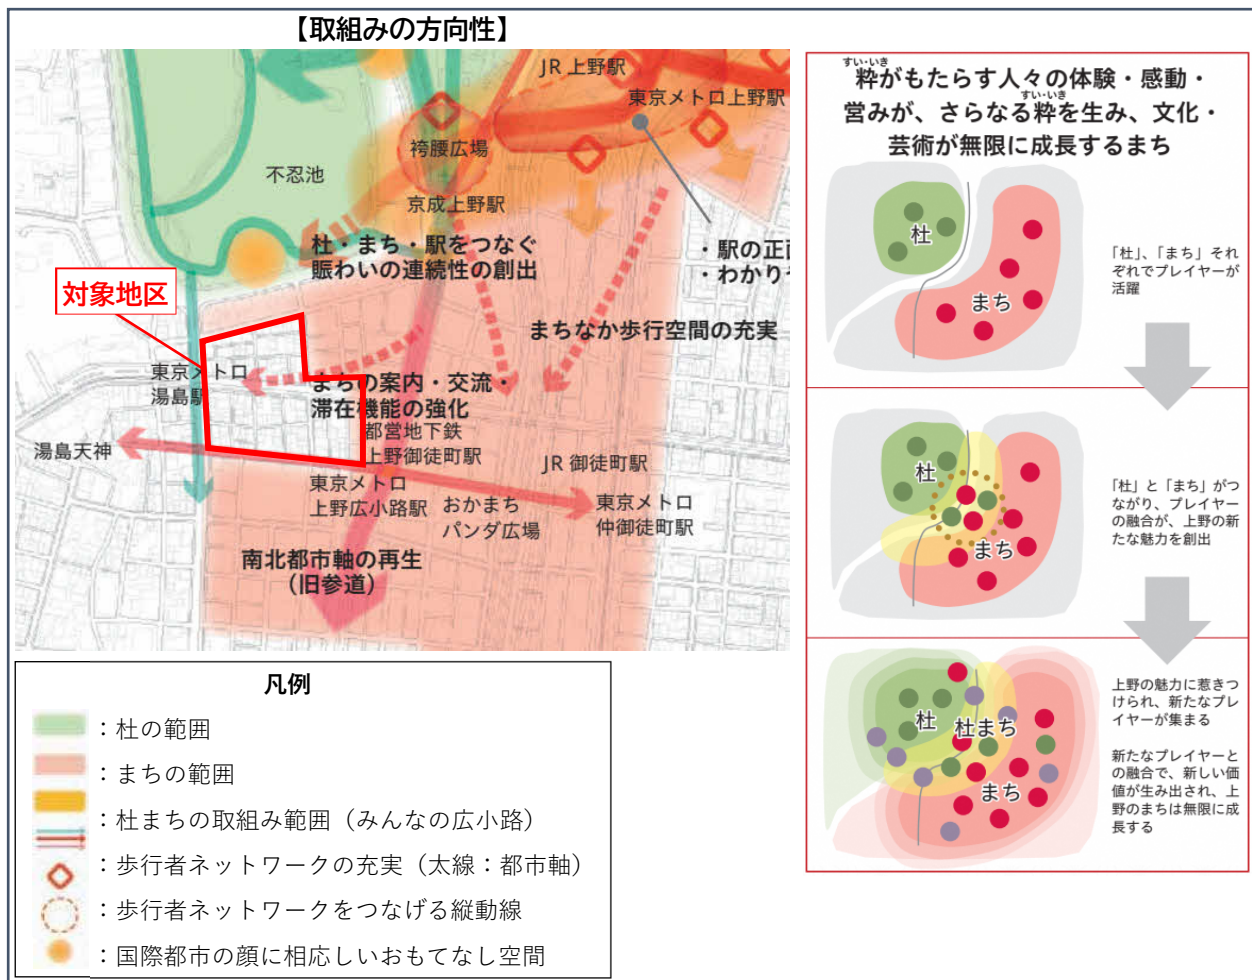 【取組みの方向性】
JR 上野駅
東京メトロ上野駅
袴腰広場
不忍池
京成上野駅
杜・まち・駅をつなぐ
賑わいの連続性の創出
・駅の正面
・わかりや
対象地区
まちなか歩行空間の充実
東京メトロ
湯島駅
まちの案内・交流・
滞在機能の強化
都営地下鉄
上野御徒町駅
湯島天神
JR 御徒町駅
東京メトロ
上野広小路駅
おかまち
パンダ広場
東京メトロ
仲御徒町駅
南北都市軸の再生
（旧参道）
凡例
：杜の範囲
：まちの範囲
：杜まちの取組み範囲（みんなの広小路）
：歩行者ネットワークの充実（太線：都市軸）
：歩行者ネットワークをつなげる縦動線
：国際都市の顔に相応しいおもてなし空間
すい・いき
粋がもたらす人々の体験・感動・
すい・いき
営みが、さらなる粋を生み、文化・
芸術が無限に成長するまち
杜
まち
「杜」、「まち」それ
ぞれでプレイヤーが
活躍
杜
まち
「杜」と「まち」がつ
ながり、プレイヤー
の融合が、上野の新
たな魅力を創出
杜
杜まち
まち
上野の魅力に惹きつ
けられ、新たなプレ
イヤーが集まる
新たなプレイヤーと
の融合で、新しい価
値が生み出され、上
野のまちは無限に成
長する